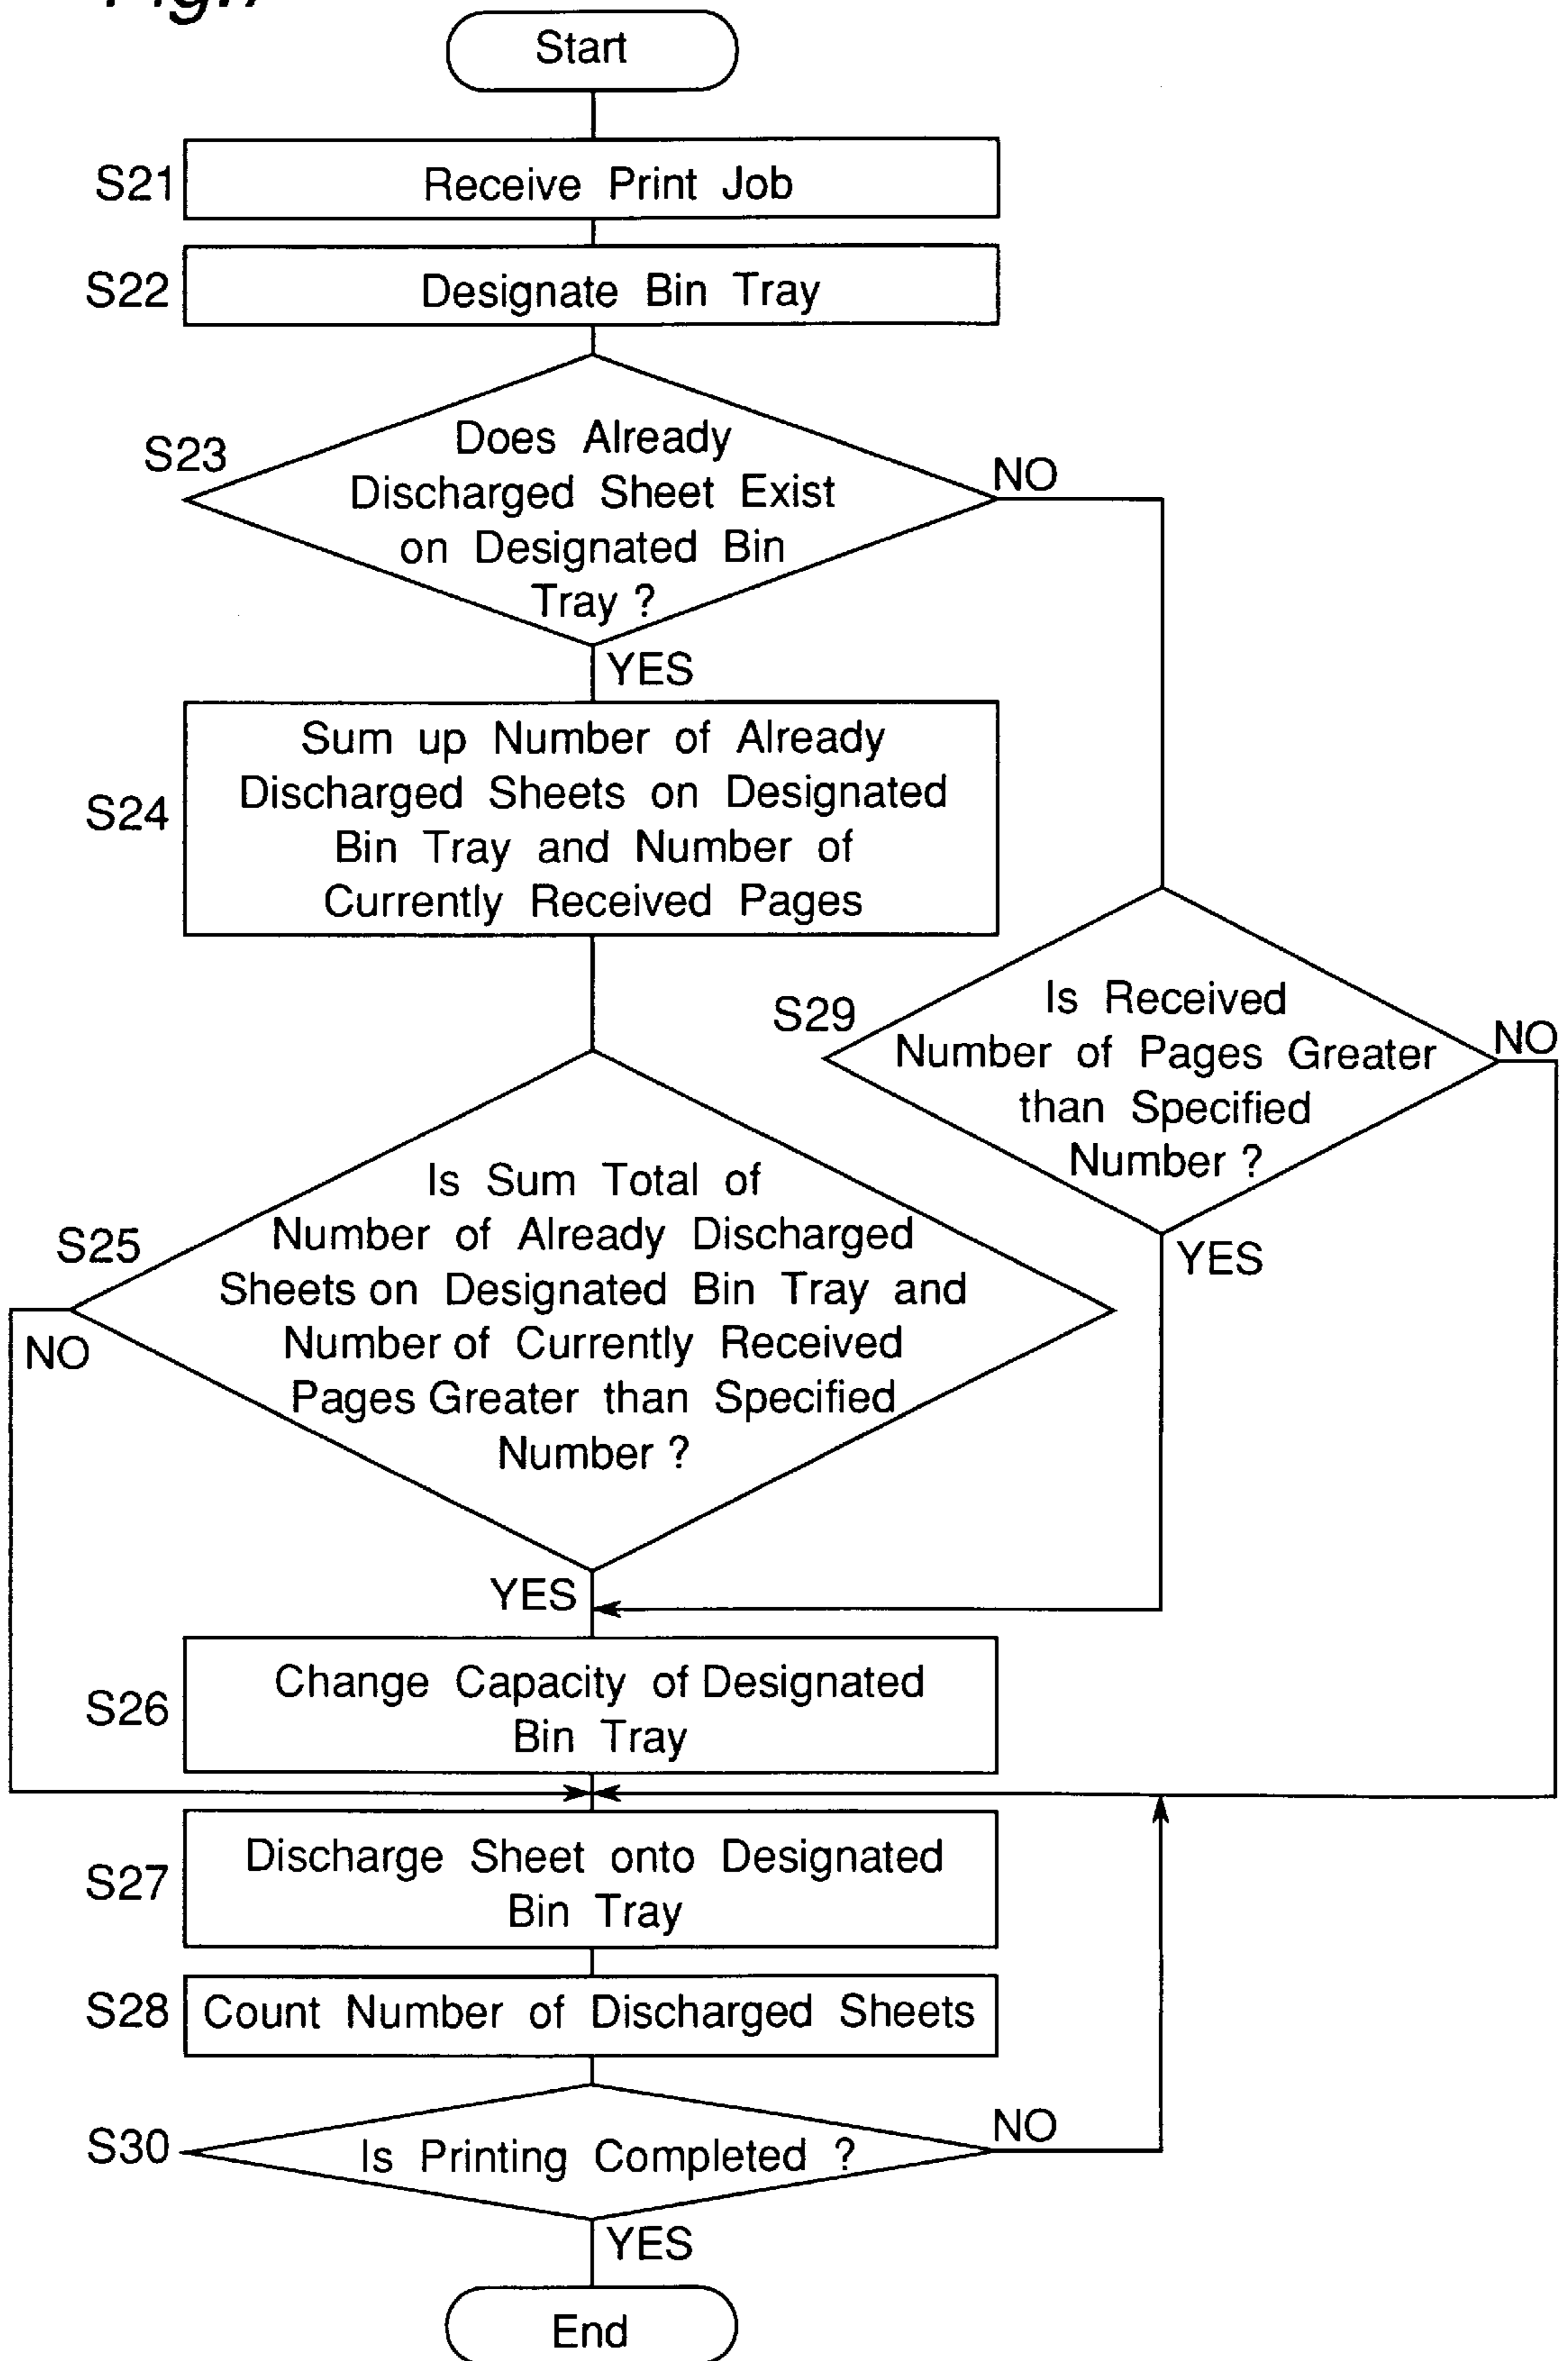 Start
S21
Receive Print Job
S22
Designate Bin Tray
S23
Does Already
Discharged Sheet Exist
on Designated Bin
Tray ?
NO
YES
S24
Sum up Number of Already
Discharged Sheets on Designated
Bin Tray and Number of
Currently Received Pages
S29
Is Received
Number of Pages Greater
than Specified
Number ?
NO
YES
S25
Is Sum Total of
Number of Already Discharged
Sheets on Designated Bin Tray and
Number of Currently Received
Pages Greater than Specified
Number ?
NO
YES
S26
Change Capacity of Designated
Bin Tray
S27
Discharge Sheet onto Designated
Bin Tray
S28
Count Number of Discharged Sheets
S30
Is Printing Completed ?
NO
YES
End